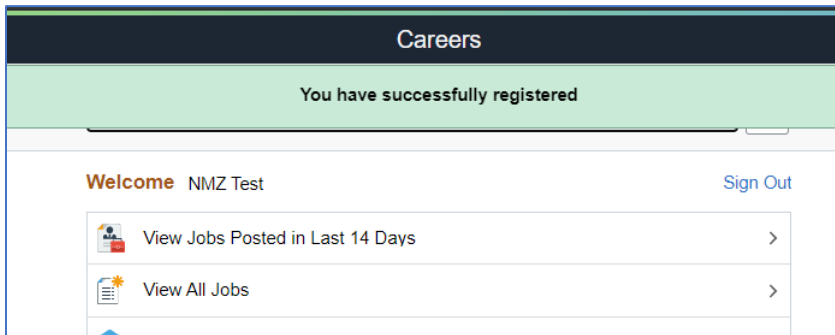 Careers
You have successfully registered
Welcome NMZ Test
Sign Out
View Jobs Posted in Last 14 Days
View All Jobs